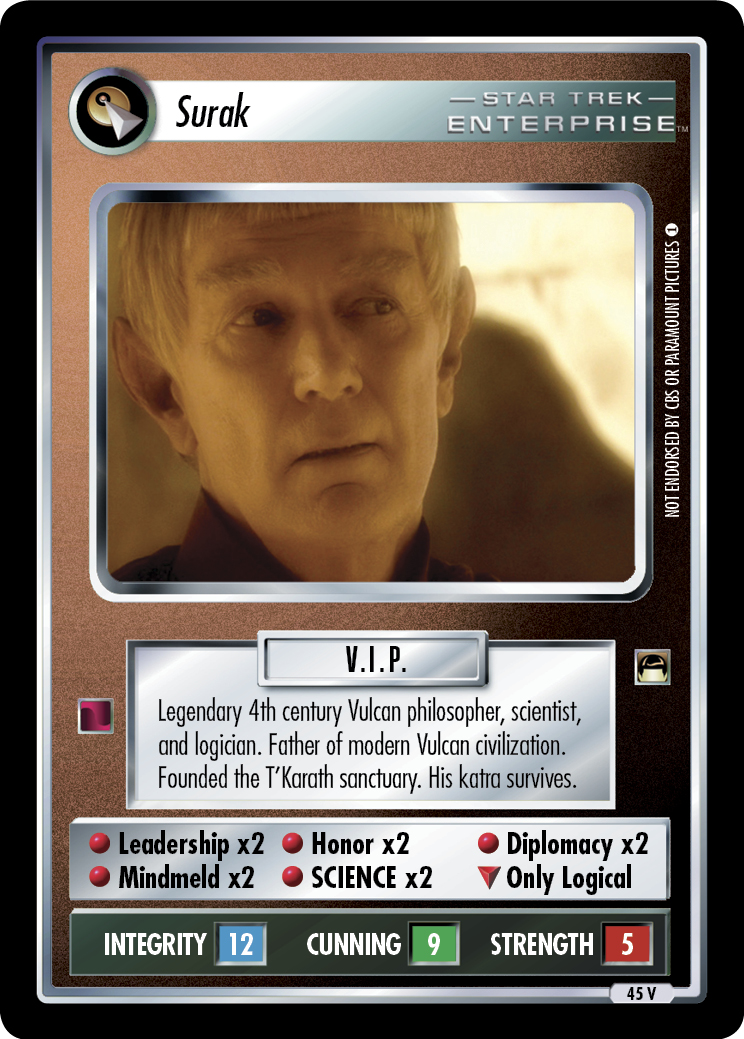 Surak
STAR TREK
ENTERPRISE™
NOT ENDORSED BY CBS OR PARAMOUNT PICTURES 1
V.I.P.
Legendary 4th century Vulcan philosopher, scientist,
and logician. Father of modern Vulcan civilization.
Founded the T'Karath sanctuary. His katra survives.
Leadership x2 Honor x2 Diplomacy x2
Mindmeld x2 SCIENCE x2 Only Logical
INTEGRITY 12 CUNNING 9 STRENGTH 5
45 V